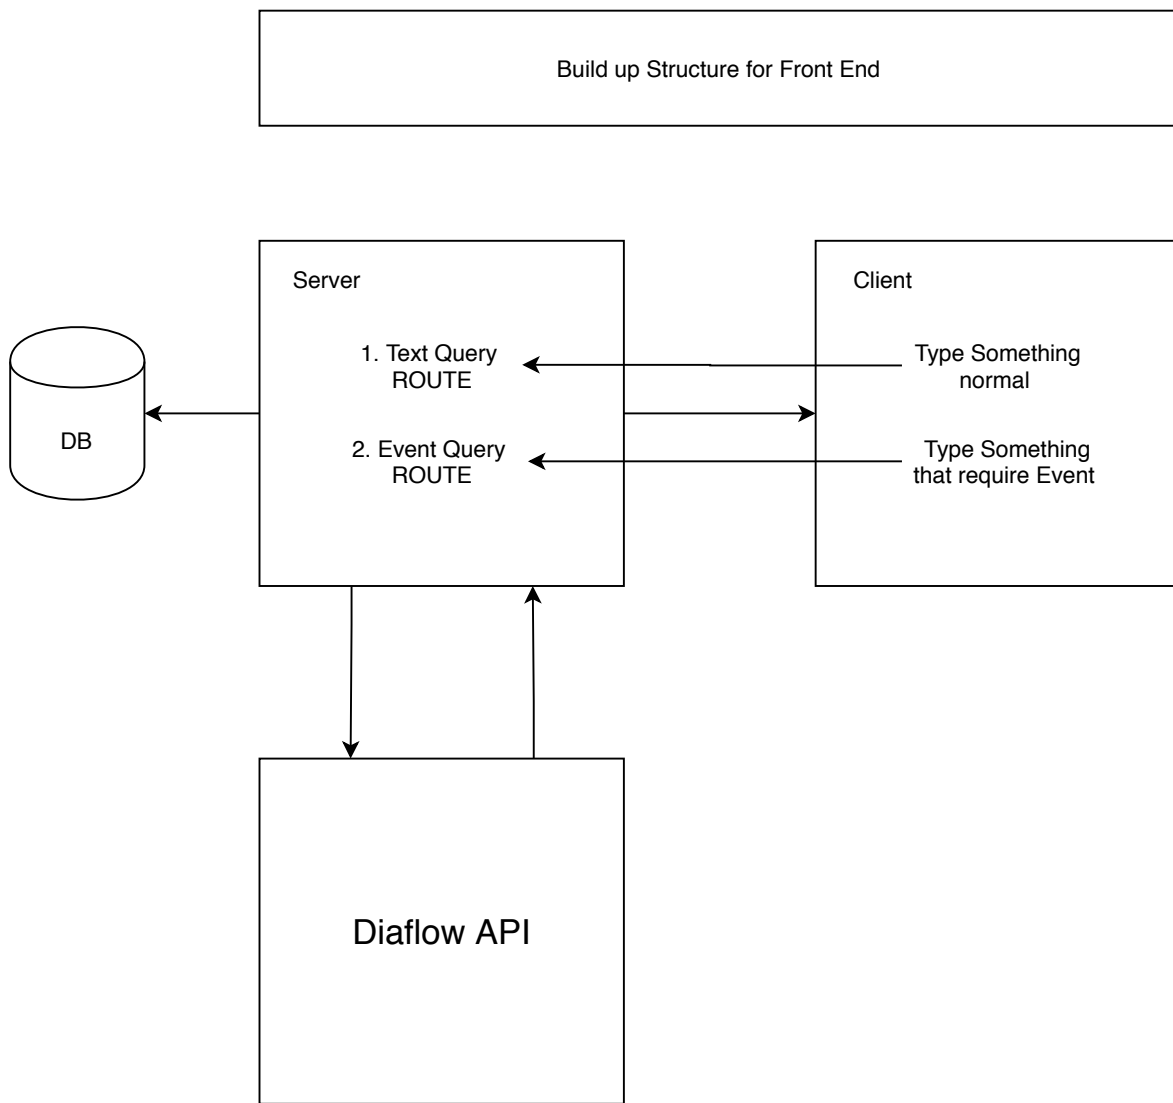 Build up Structure for Front End
Server
Client
1. Text Query
ROUTE
Type Something
normal
DB
2. Event Query
ROUTE
Type Something
that require Event
Diaflow API